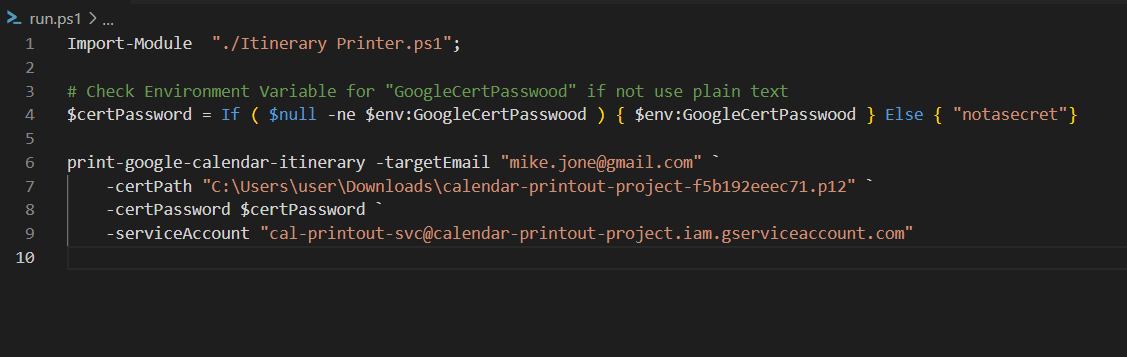 run.ps1 > ...
1 Import-Module  "./Itinerary Printer.ps1";
2
3 # Check Environment Variable for "GoogleCertPasswood" if not use plain text
4 $certPassword = If ( $null -ne $env:GoogleCertPasswood ) { $env:GoogleCertPasswood } Else { "notasecret"}
5
6 print-google-calendar-itinerary -targetEmail "mike.jone@gmail.com" `
7     -certPath "C:\Users\user\Downloads\calendar-printout-project-f5b192eeec71.p12" `
8     -certPassword $certPassword `
9     -serviceAccount "cal-printout-svc@calendar-printout-project.iam.gserviceaccount.com"
10